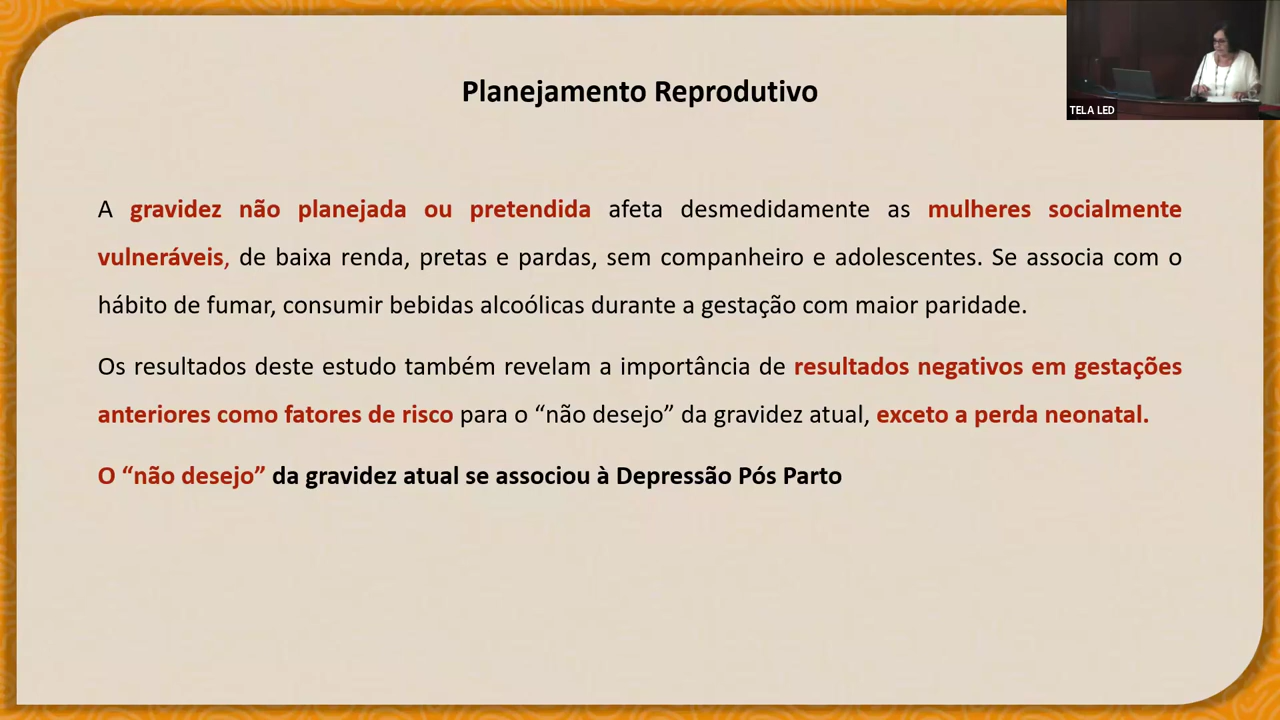 Planejamento Reprodutivo
TELA LED
A gravidez não planejada ou pretendida afeta desmedidamente as mulheres socialmente
vulneráveis, de baixa renda, pretas e pardas, sem companheiro e adolescentes. Se associa com o
hábito de fumar, consumir bebidas alcoólicas durante a gestação com maior paridade.
Os resultados deste estudo também revelam a importância de resultados negativos em gestações
anteriores como fatores de risco para o “não desejo” da gravidez atual, exceto a perda neonatal.
O “não desejo” da gravidez atual se associou à Depressão Pós Parto